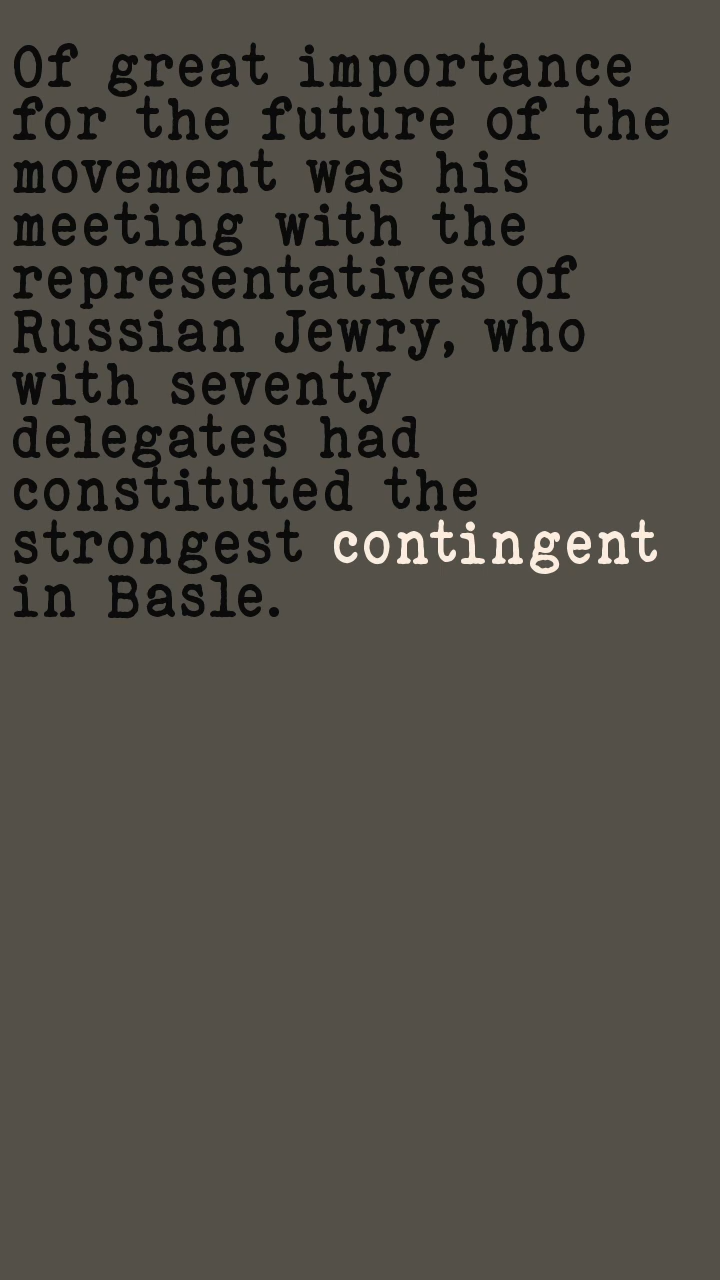 Of great importance
for the future of the
movement was his
meeting with the
representatives of
Russian Jewry, who
with seventy
delegates had
constituted the
strongest contingent
in Basle.